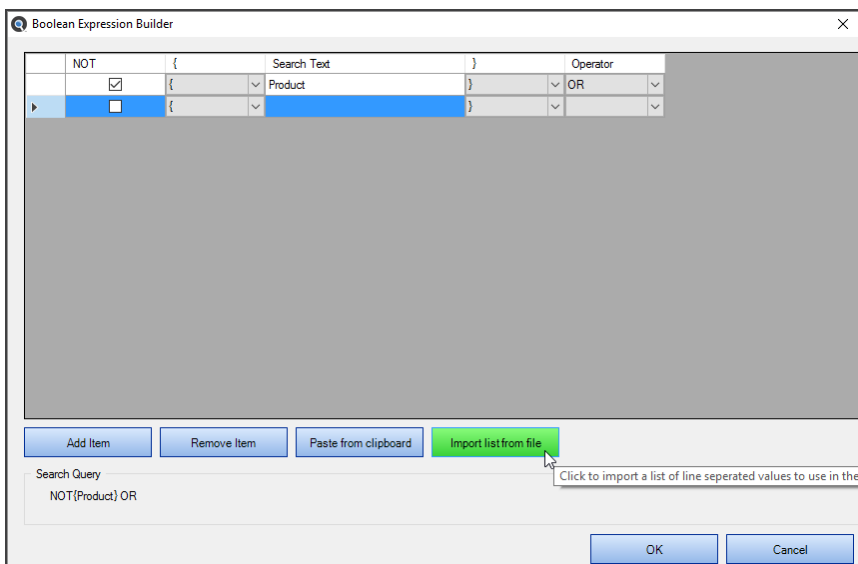 Boolean Expression Builder
NOT { Search Text } Operator
{ Product } OR
{ }
Add Item Remove Item Paste from clipboard Import list from file
Click to import a list of line seperated values to use in the
Search Query
NOT{Product} OR
OK Cancel